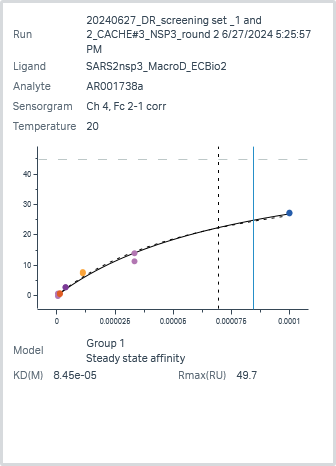 Run 20240627_DR_screening set _1 and
2_CACHE#3_NSP3_round 2 6/27/2024 5:25:57
PM
Ligand SARS2nsp3_MacroD_ECBio2
Analyte AR001738a
Sensorgram Ch 4, Fc 2-1 corr
Temperature 20
40
30
20
10
0
0 0.000025 0.00005 0.000075 0.0001
Model Group 1
Steady state affinity
KD(M) 8.45e-05 Rmax(RU) 49.7